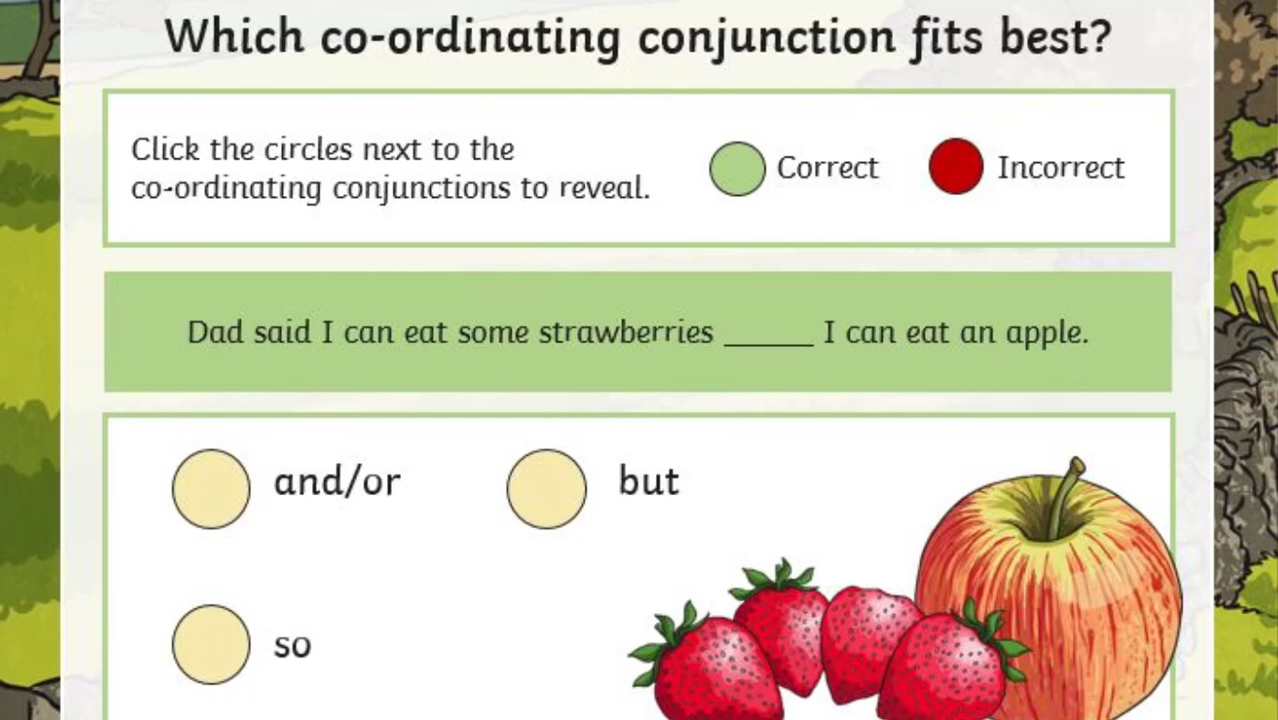 Which co-ordinating conjunction fits best?
Click the circles next to the
co-ordinating conjunctions to reveal.
Correct
Incorrect
Dad said I can eat some strawberries _____ I can eat an apple.
and/or
but
so